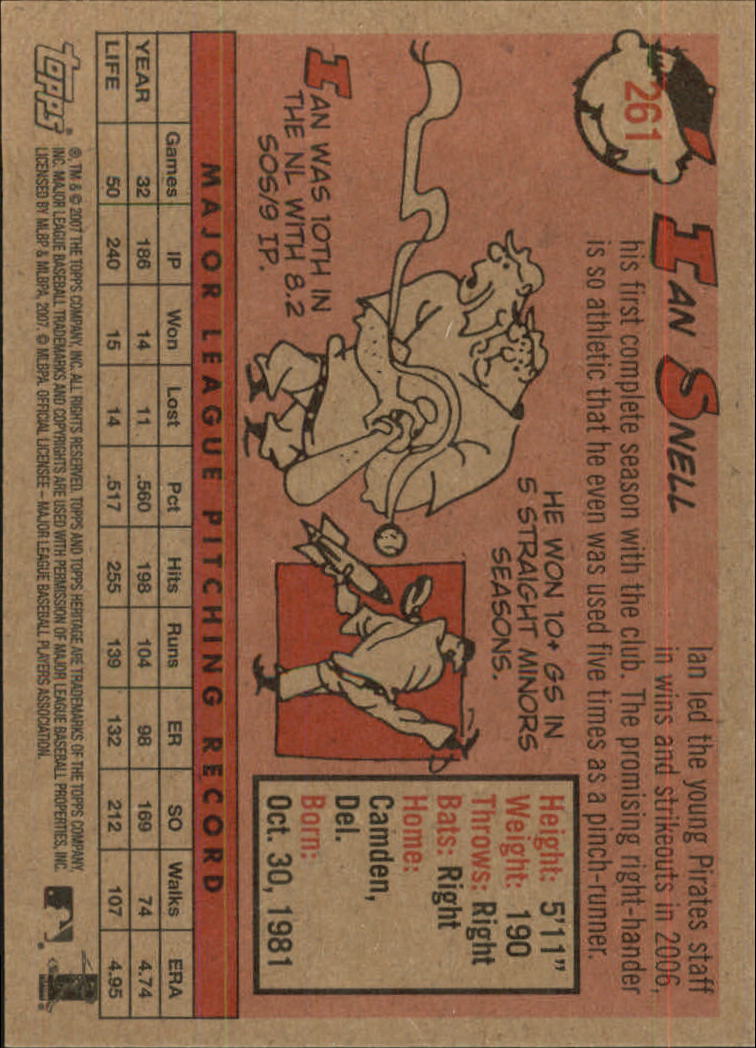 261
IAN SNELL
Ian led the young Pirates staff
in wins and strikeouts in 2006,
his first complete season with the club. The promising right-hander
is so athletic that he even was used five times as a pinch-runner.
IAN WAS 10TH IN
THE NL WITH 8.2
SOS/9 IP.
HE WON 10+ GS IN
5 STRAIGHT MINORS
SEASONS.
Height: 5'11"
Weight: 190
Throws: Right
Bats: Right
Home:
Camden,
Del.
Born:
Oct. 30, 1981
MAJOR LEAGUE PITCHING RECORD
Games IP Won Lost Pct Hits Runs ER SO Walks ERA
YEAR 32 186 14 11 .560 198 104 98 169 74 4.74
LIFE 50 240 15 14 .517 255 139 132 212 107 4.95
TOPPS®
®, TM & © 2007 THE TOPPS COMPANY, INC. ALL RIGHTS RESERVED. TOPPS AND TOPPS HERITAGE ARE TRADEMARKS OF THE TOPPS COMPANY,
INC. MAJOR LEAGUE BASEBALL TRADEMARKS AND COPYRIGHTS ARE USED WITH PERMISSION OF MAJOR LEAGUE BASEBALL PROPERTIES, INC.
LICENSED BY MLBP & MLBPA, 2007. © MLBPA. OFFICIAL LICENSEE – MAJOR LEAGUE BASEBALL PLAYERS ASSOCIATION.